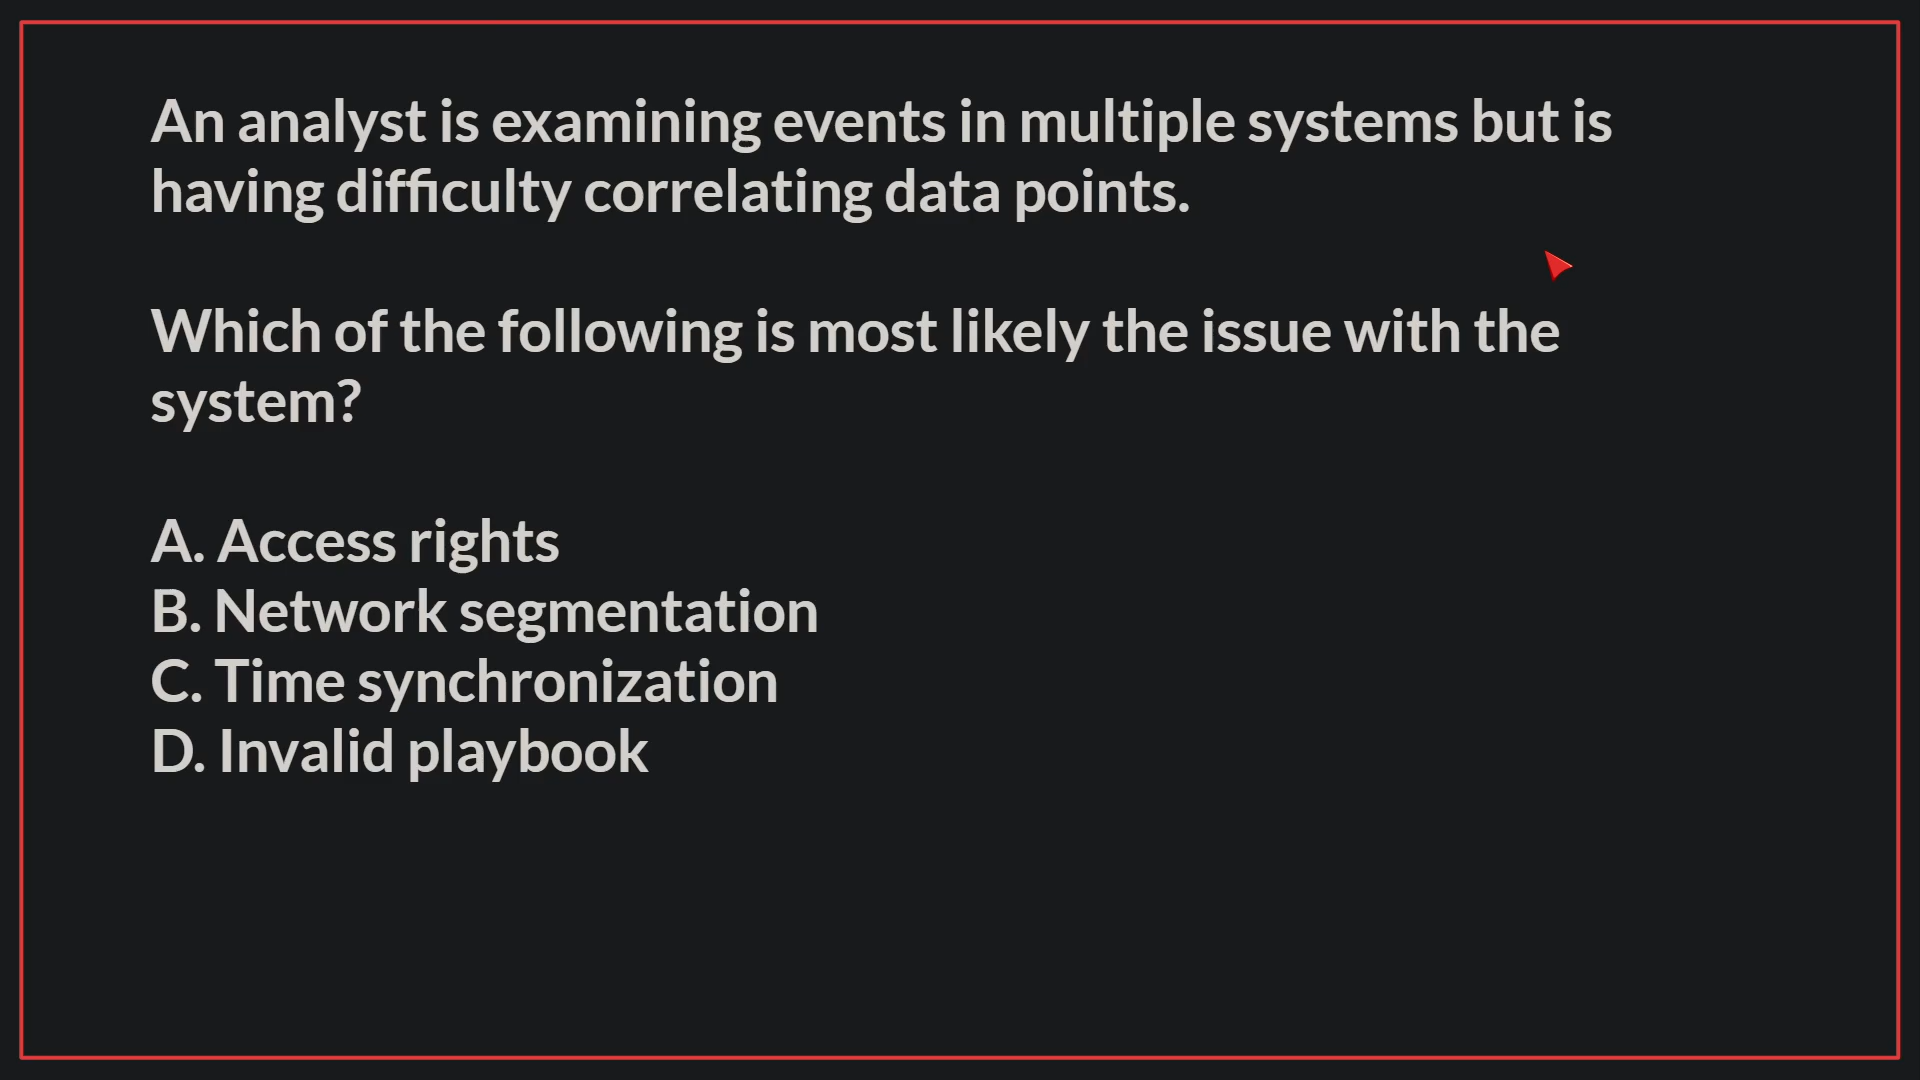 An analyst is examining events in multiple systems but is
having difficulty correlating data points.
Which of the following is most likely the issue with the
system?
A. Access rights
B. Network segmentation
C. Time synchronization
D. Invalid playbook